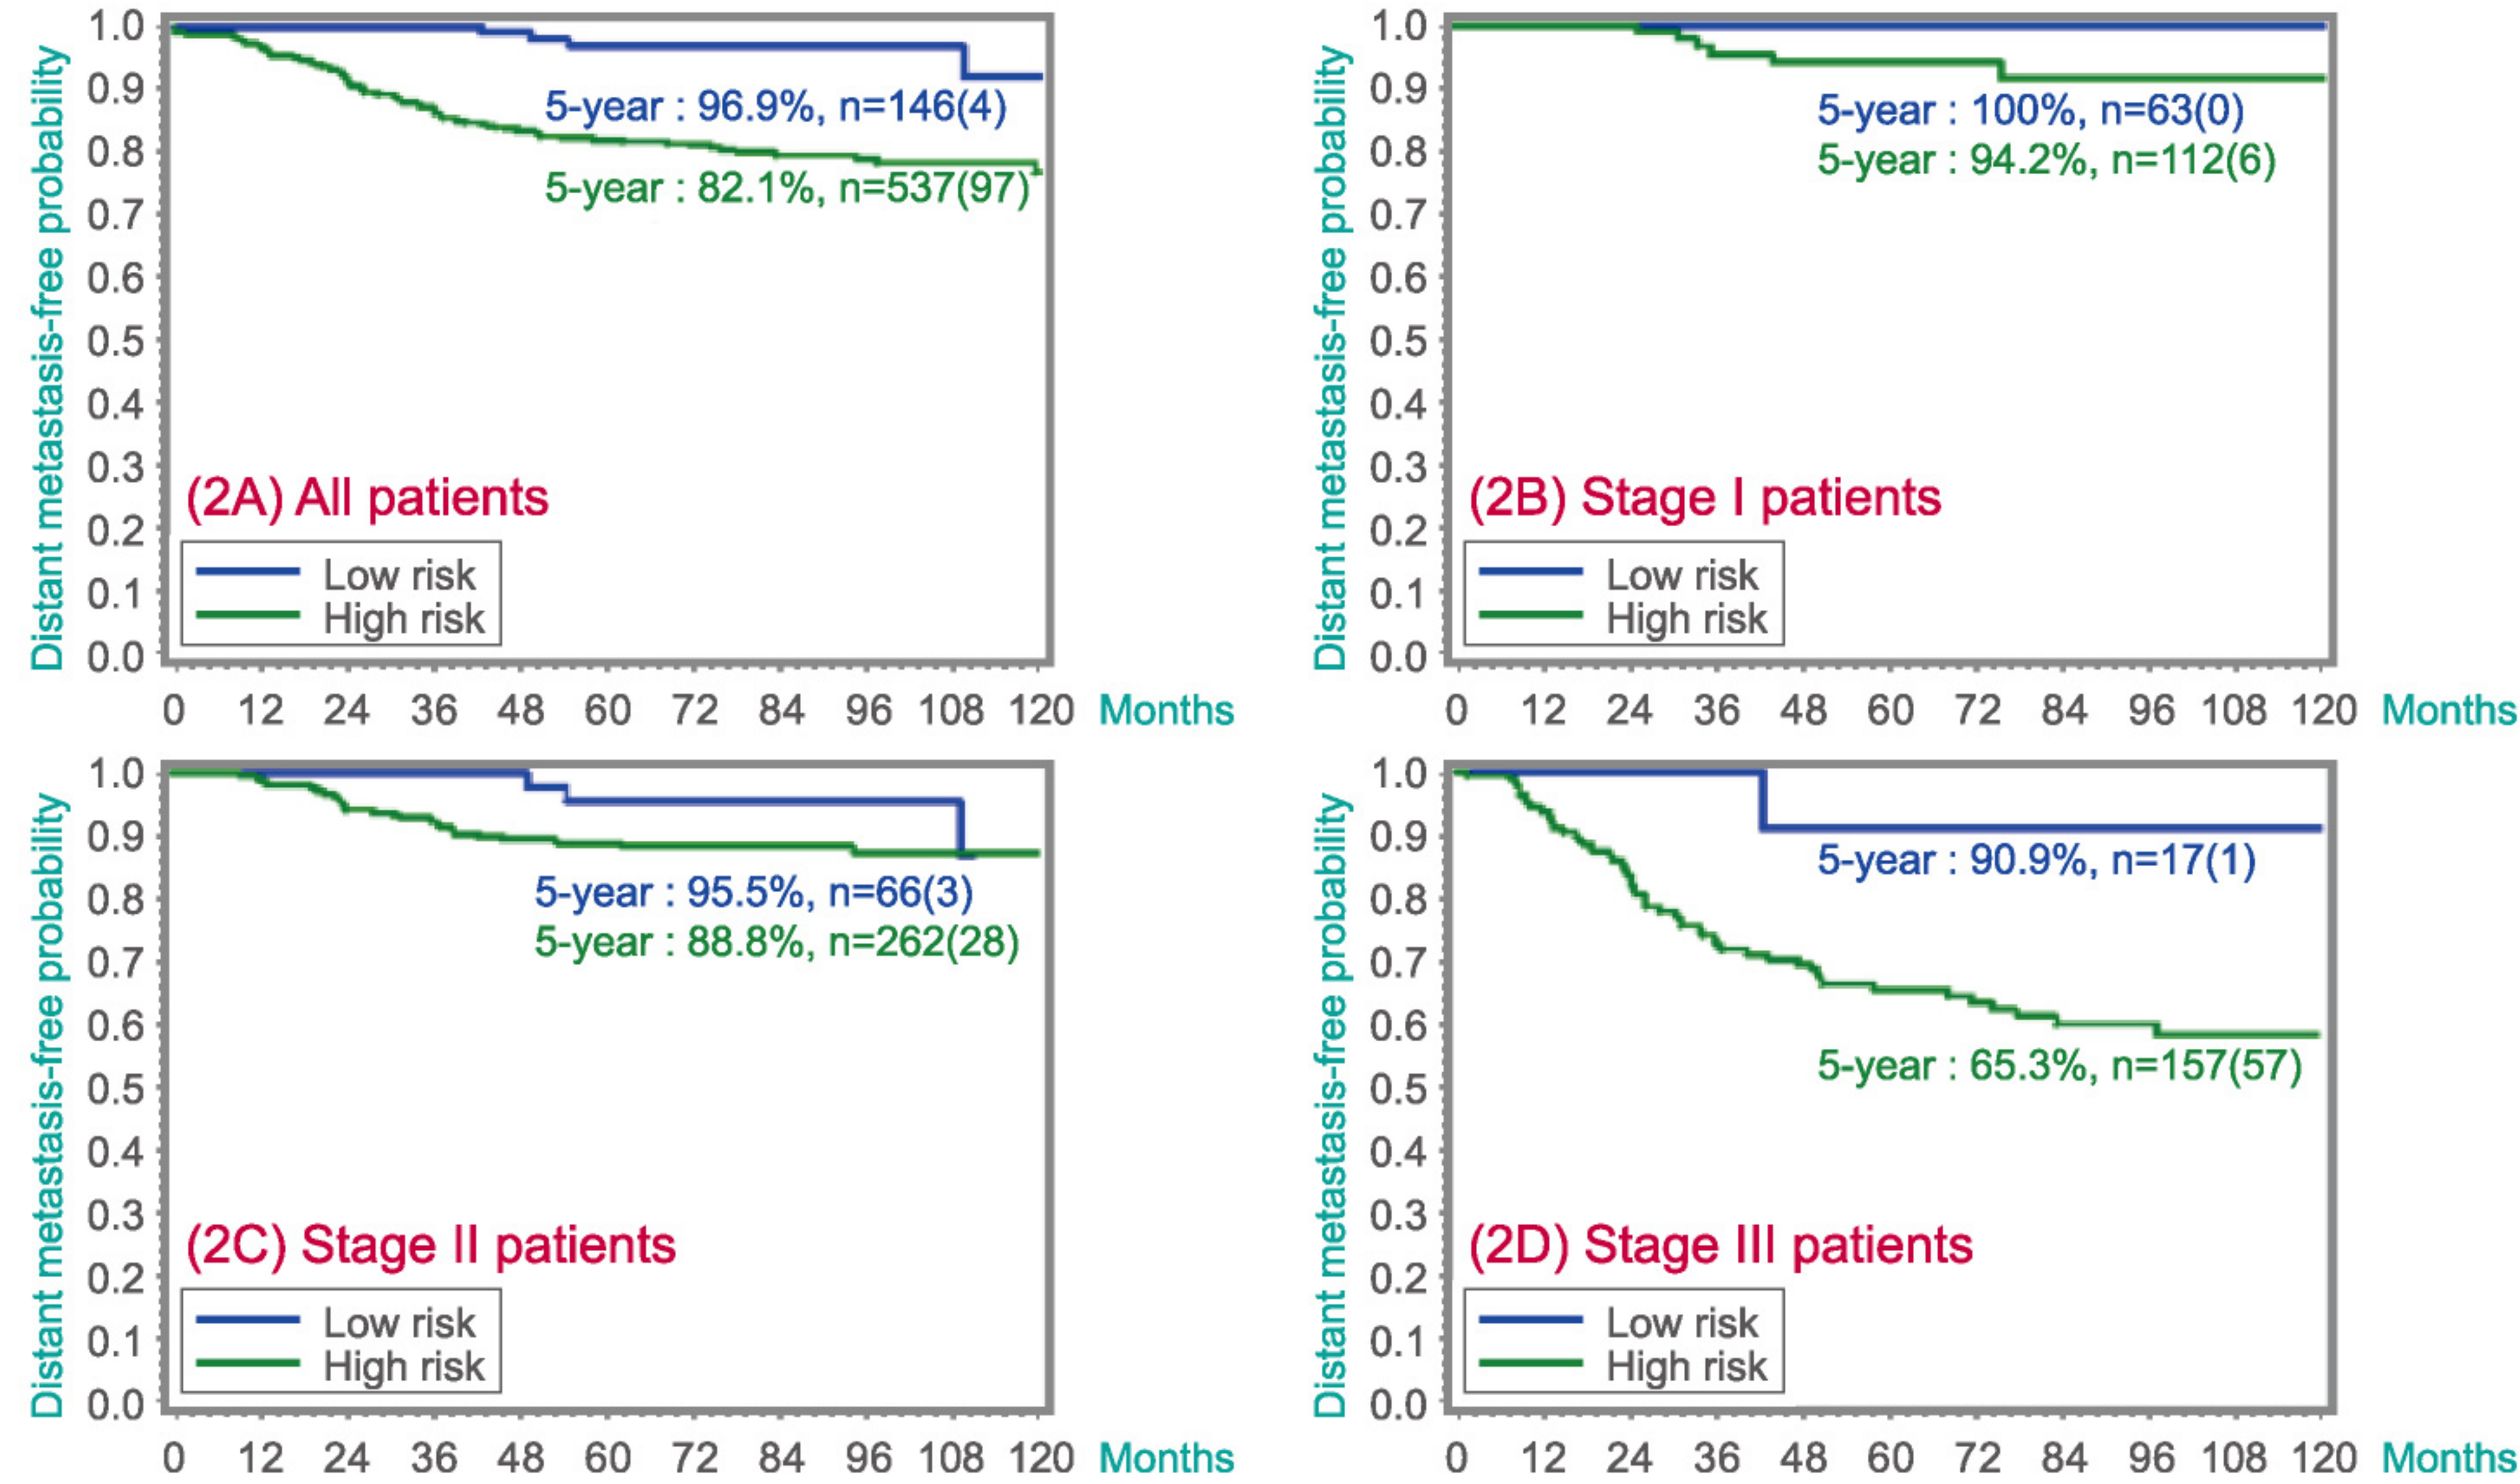 Distant metastasis-free probability
1.0
0.9
0.8
0.7
0.6
0.5
0.4
0.3
0.2
0.1
0.0
5-year : 96.9%, n=146(4)
5-year : 82.1%, n=537(97)
(2A) All patients
Low risk
High risk
0 12 24 36 48 60 72 84 96 108 120 Months
Distant metastasis-free probability
1.0
0.9
0.8
0.7
0.6
0.5
0.4
0.3
0.2
0.1
0.0
5-year : 100%, n=63(0)
5-year : 94.2%, n=112(6)
(2B) Stage I patients
Low risk
High risk
0 12 24 36 48 60 72 84 96 108 120 Months
Distant metastasis-free probability
1.0
0.9
0.8
0.7
0.6
0.5
0.4
0.3
0.2
0.1
0.0
5-year : 95.5%, n=66(3)
5-year : 88.8%, n=262(28)
(2C) Stage II patients
Low risk
High risk
0 12 24 36 48 60 72 84 96 108 120 Months
Distant metastasis-free probability
1.0
0.9
0.8
0.7
0.6
0.5
0.4
0.3
0.2
0.1
0.0
5-year : 90.9%, n=17(1)
5-year : 65.3%, n=157(57)
(2D) Stage III patients
Low risk
High risk
0 12 24 36 48 60 72 84 96 108 120 Months